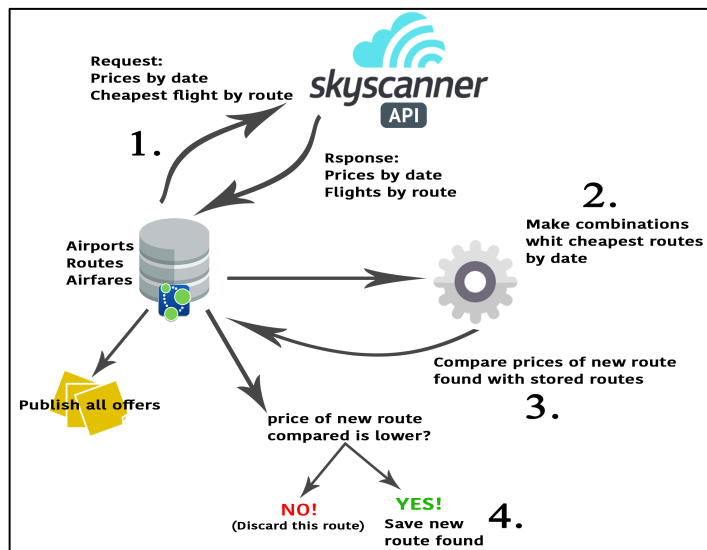 Request:
Prices by date
Cheapest flight by route
skyscanner
API
1.
Rsponse:
Prices by date
Flights by route
2.
Make combinations
whit cheapest routes
by date
Airports
Routes
Airfares
Compare prices of new route
found with stored routes
3.
Publish all offers
price of new route
compared is lower?
NO!
(Discard this route)
YES!
Save new
route found
4.